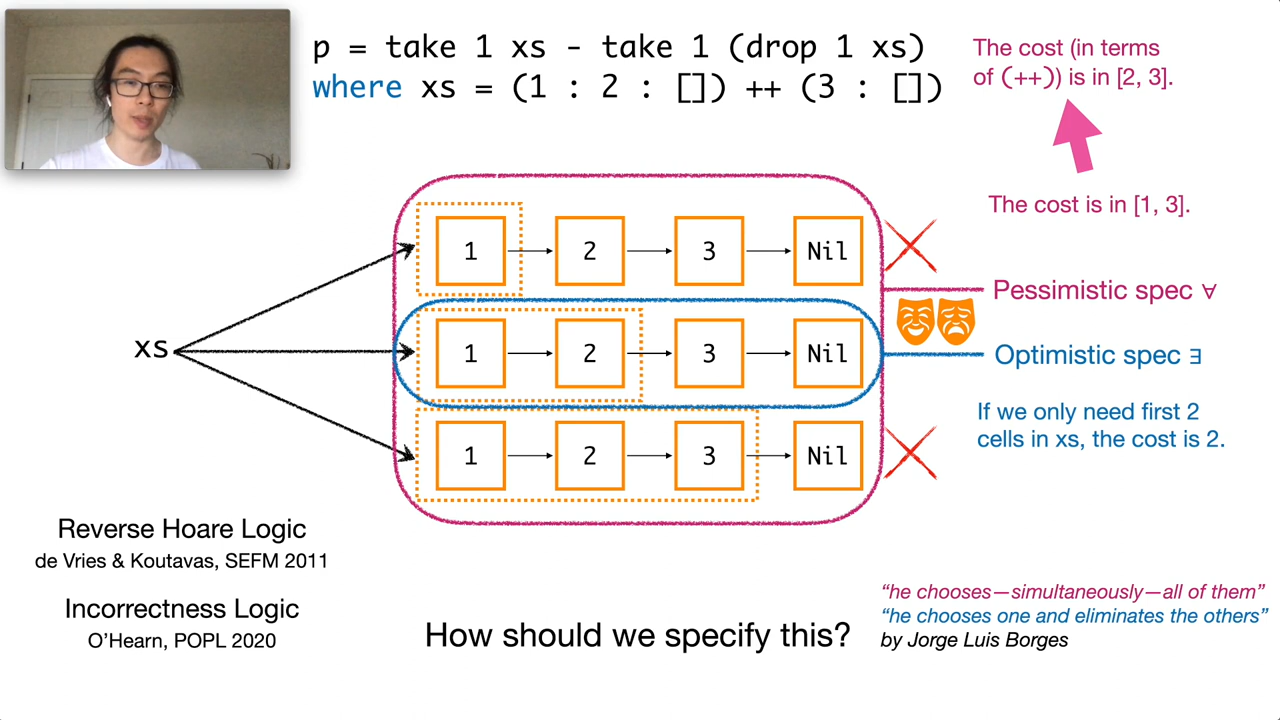 p = take 1 xs - take 1 (drop 1 xs)
where xs = (1 : 2 : []) ++ (3 : [])
The cost (in terms
of (++)) is in [2, 3].
The cost is in [1, 3].
1 2 3 Nil
Pessimistic spec ∀
xs
1 2 3 Nil
Optimistic spec ∃
If we only need first 2
cells in xs, the cost is 2.
1 2 3 Nil
Reverse Hoare Logic
de Vries & Koutavas, SEFM 2011
Incorrectness Logic
O’Hearn, POPL 2020
How should we specify this?
“he chooses—simultaneously—all of them”
“he chooses one and eliminates the others”
by Jorge Luis Borges